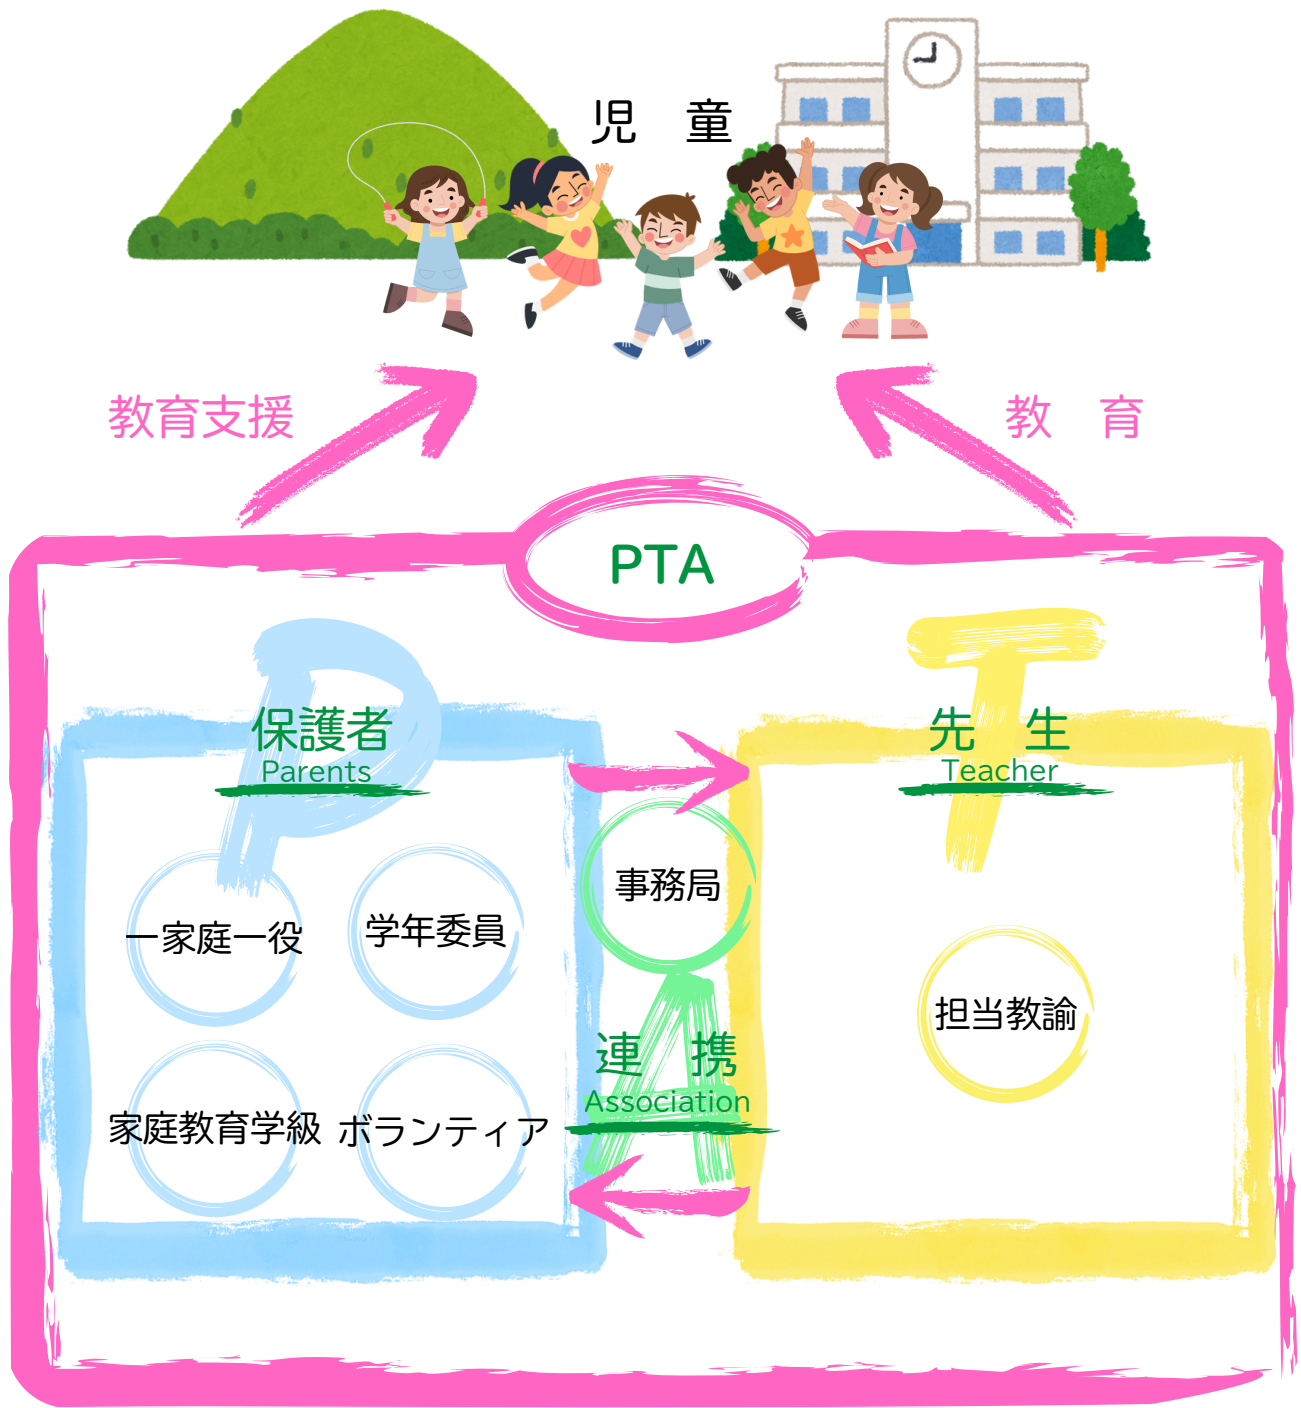 児　童
教育支援
教　育
PTA
保護者
Parents
先　生
Teacher
事務局
一家庭一役
学年委員
担当教諭
連　携
Association
家庭教育学級
ボランティア